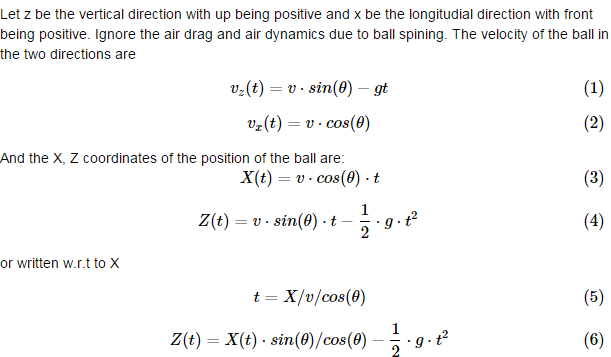 Let z be the vertical direction with up being positive and x be the longitudial direction with front
being positive. Ignore the air drag and air dynamics due to ball spining. The velocity of the ball in
the two directions are
v_z(t) = v · sin(θ) − gt (1)
v_x(t) = v · cos(θ) (2)
And the X, Z coordinates of the position of the ball are:
X(t) = v · cos(θ) · t (3)
Z(t) = v · sin(θ) · t − 1/2 · g · t² (4)
or written w.r.t to X
t = X/v/cos(θ) (5)
Z(t) = X(t) · sin(θ)/cos(θ) − 1/2 · g · t² (6)